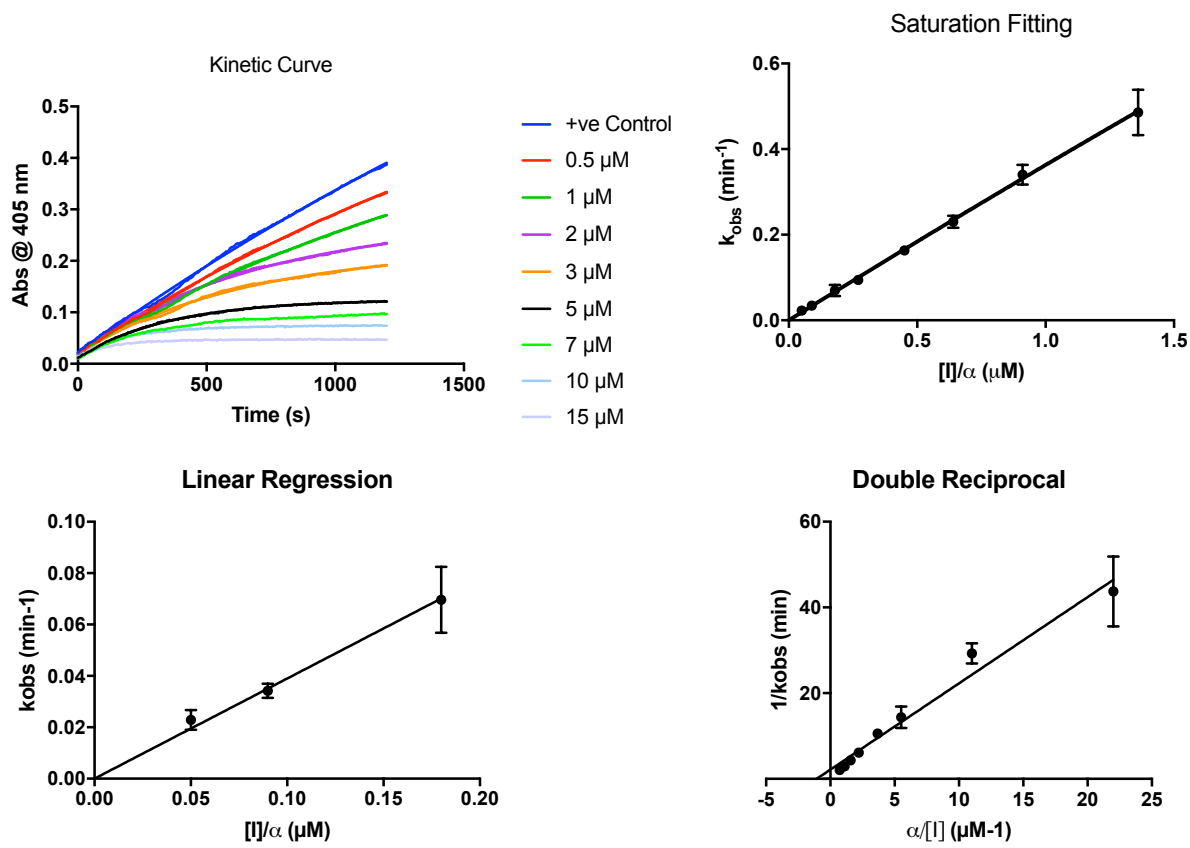 Kinetic Curve
0.5
0.4
0.3
0.2
0.1
0.0
0
500
1000
1500
Abs @ 405 nm
Time (s)
+ve Control
0.5 µM
1 µM
2 µM
3 µM
5 µM
7 µM
10 µM
15 µM
Saturation Fitting
0.6
0.4
0.2
0.0
0.0
0.5
1.0
1.5
kobs (min-1)
[I]/α (µM)
Linear Regression
0.10
0.08
0.06
0.04
0.02
0.00
0.00
0.05
0.10
0.15
0.20
kobs (min-1)
[I]/α (µM)
Double Reciprocal
60
40
20
-5
0
5
10
15
20
25
1/kobs (min)
α/[I] (µM-1)